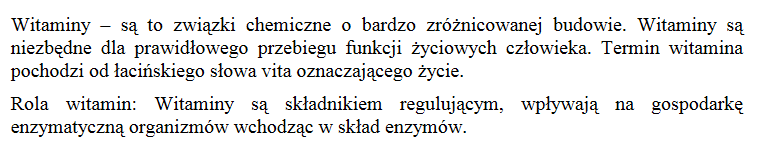 Witaminy – są to związki chemiczne o bardzo zróżnicowanej budowie. Witaminy są
niezbędne dla prawidłowego przebiegu funkcji życiowych człowieka. Termin witamina
pochodzi od łacińskiego słowa vita oznaczającego życie.
Rola witamin: Witaminy są składnikiem regulującym, wpływają na gospodarkę
enzymatyczną organizmów wchodząc w skład enzymów.